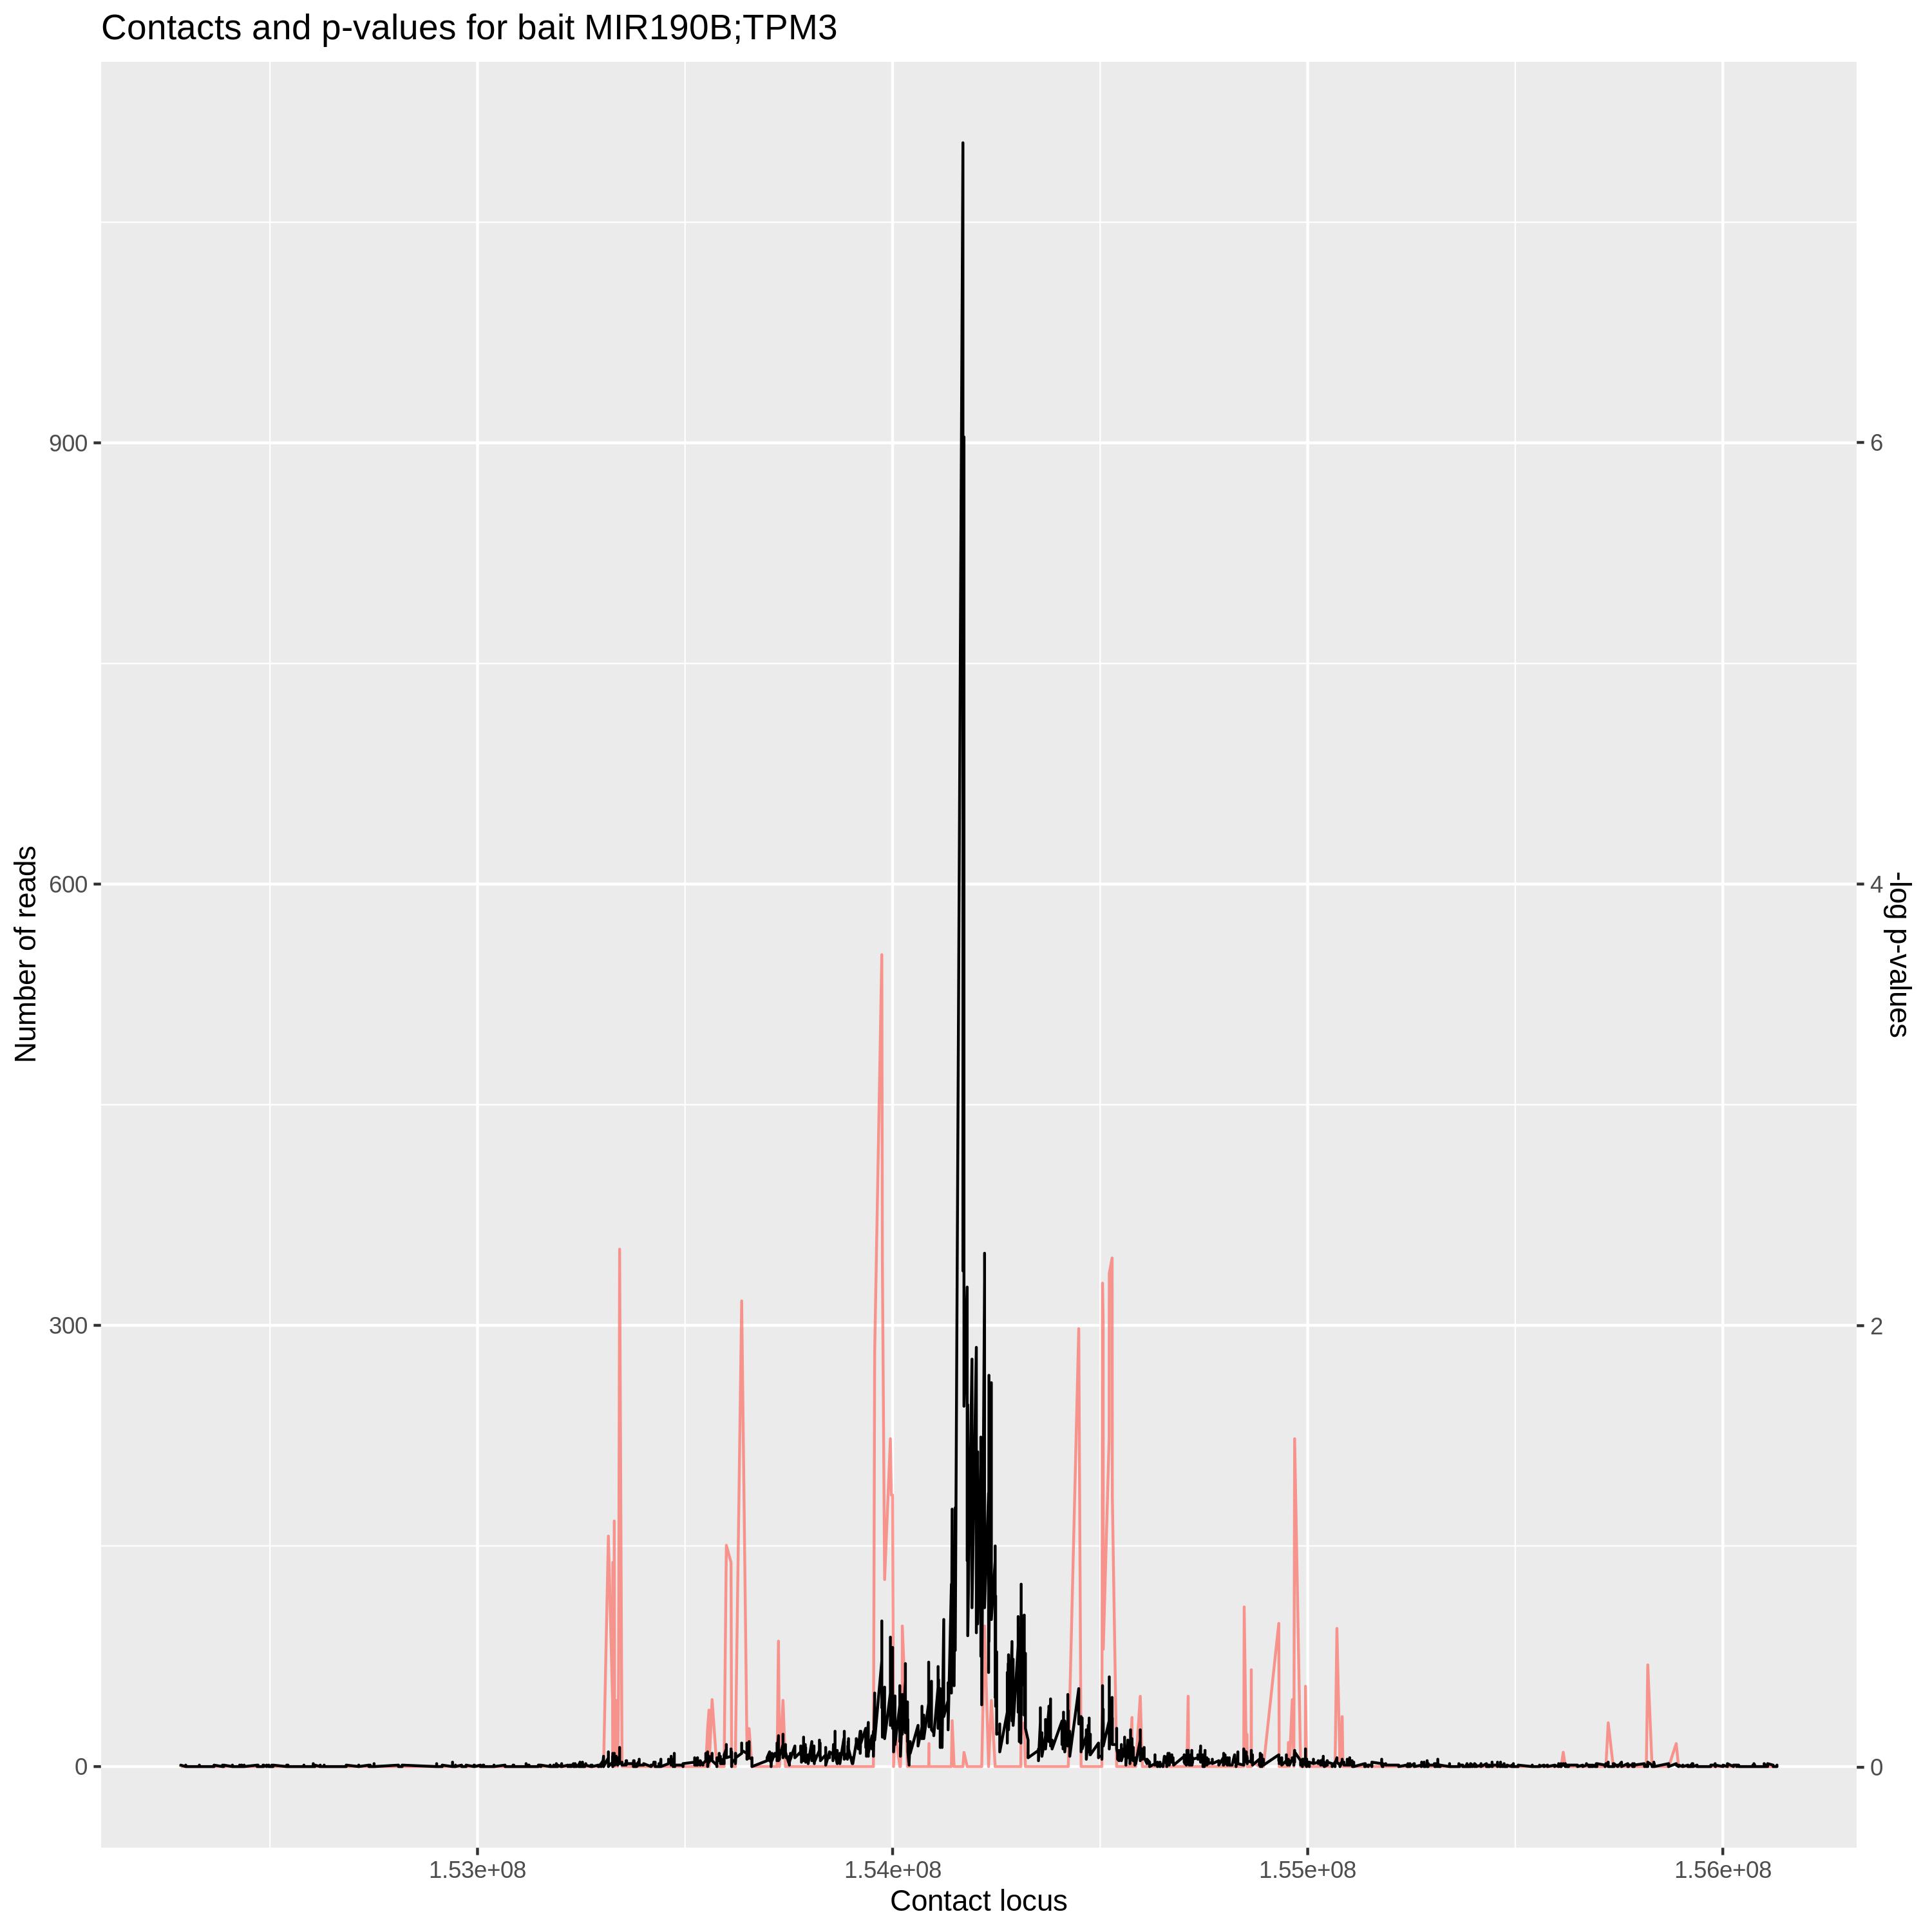 Contacts and p-values for bait MIR190B;TPM3
Number of reads
900
600
300
0
6
4
2
0
-log p-values
1.53e+08
1.54e+08
1.55e+08
1.56e+08
Contact locus